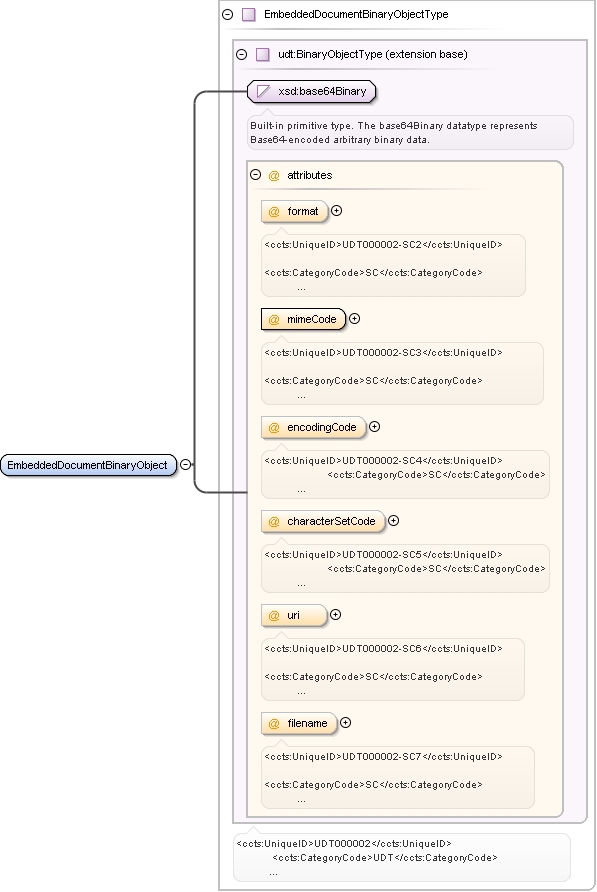 EmbeddedDocumentBinaryObjectType
udt:BinaryObjectType (extension base)
xsd:base64Binary
Built-in primitive type. The base64Binary datatype represents
Base64-encoded arbitrary binary data.
@ attributes
@ format
<ccts:UniqueID>UDT000002-SC2</ccts:UniqueID>
<ccts:CategoryCode>SC</ccts:CategoryCode>
...
@ mimeCode
<ccts:UniqueID>UDT000002-SC3</ccts:UniqueID>
<ccts:CategoryCode>SC</ccts:CategoryCode>
...
@ encodingCode
<ccts:UniqueID>UDT000002-SC4</ccts:UniqueID>
<ccts:CategoryCode>SC</ccts:CategoryCode>
...
EmbeddedDocumentBinaryObject
@ characterSetCode
<ccts:UniqueID>UDT000002-SC5</ccts:UniqueID>
<ccts:CategoryCode>SC</ccts:CategoryCode>
...
@ uri
<ccts:UniqueID>UDT000002-SC6</ccts:UniqueID>
<ccts:CategoryCode>SC</ccts:CategoryCode>
...
@ filename
<ccts:UniqueID>UDT000002-SC7</ccts:UniqueID>
<ccts:CategoryCode>SC</ccts:CategoryCode>
...
<ccts:UniqueID>UDT000002</ccts:UniqueID>
<ccts:CategoryCode>UDT</ccts:CategoryCode>
...